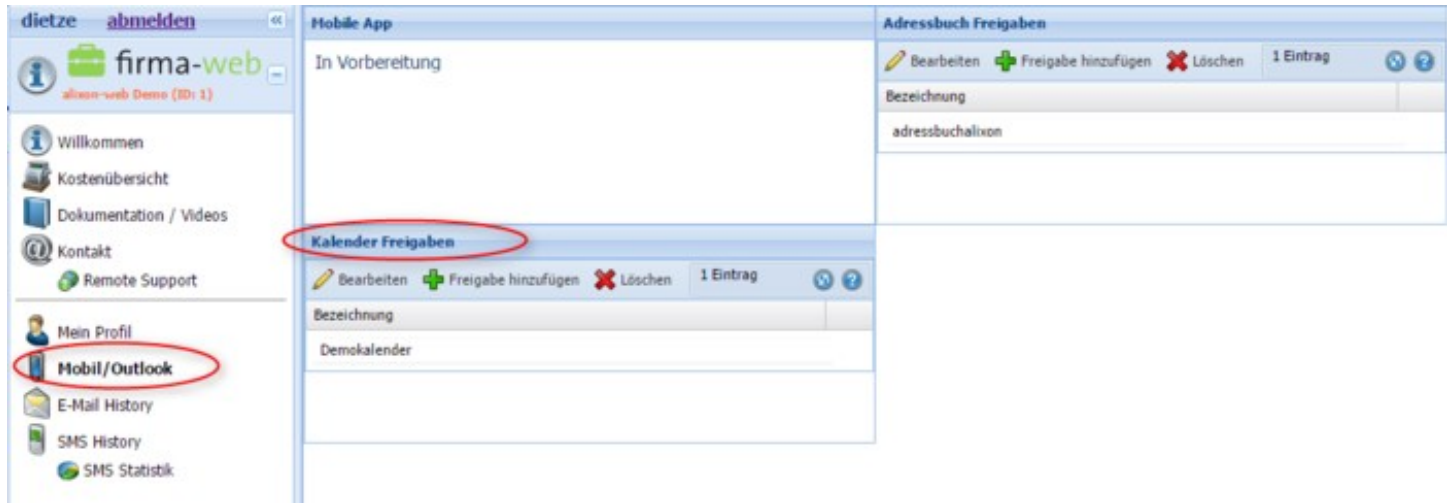 dietze abmelden
firma-web
alixon-web Demo (ID: 1)
Willkommen
Kostenübersicht
Dokumentation / Videos
Kontakt
Remote Support
Mein Profil
Mobil/Outlook
E-Mail History
SMS History
SMS Statistik
Mobile App
In Vorbereitung
Kalender Freigaben
Bearbeiten Freigabe hinzufügen Löschen 1 Eintrag
Bezeichnung
Demokalender
Adressbuch Freigaben
Bearbeiten Freigabe hinzufügen Löschen 1 Eintrag
Bezeichnung
adressbuchalixon